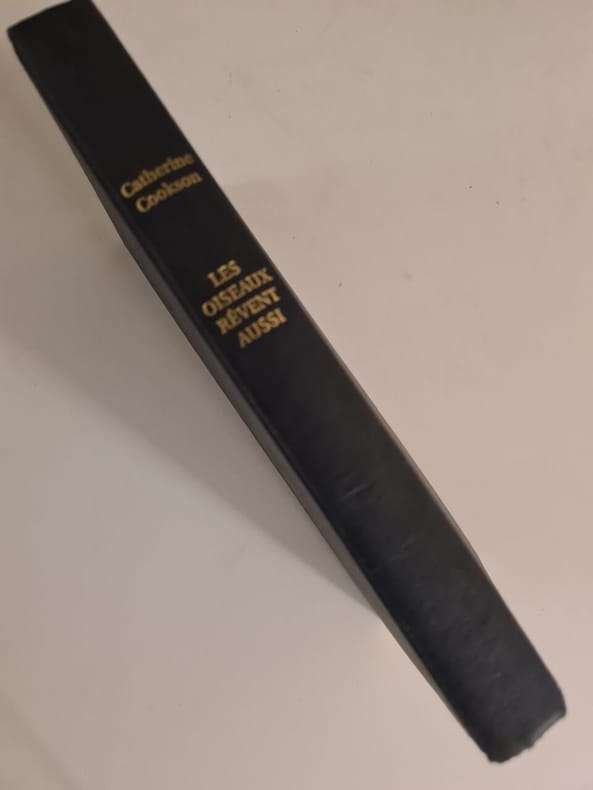 Catherine
Cookson
LES
OISEAUX
RÊVENT
AUSSI